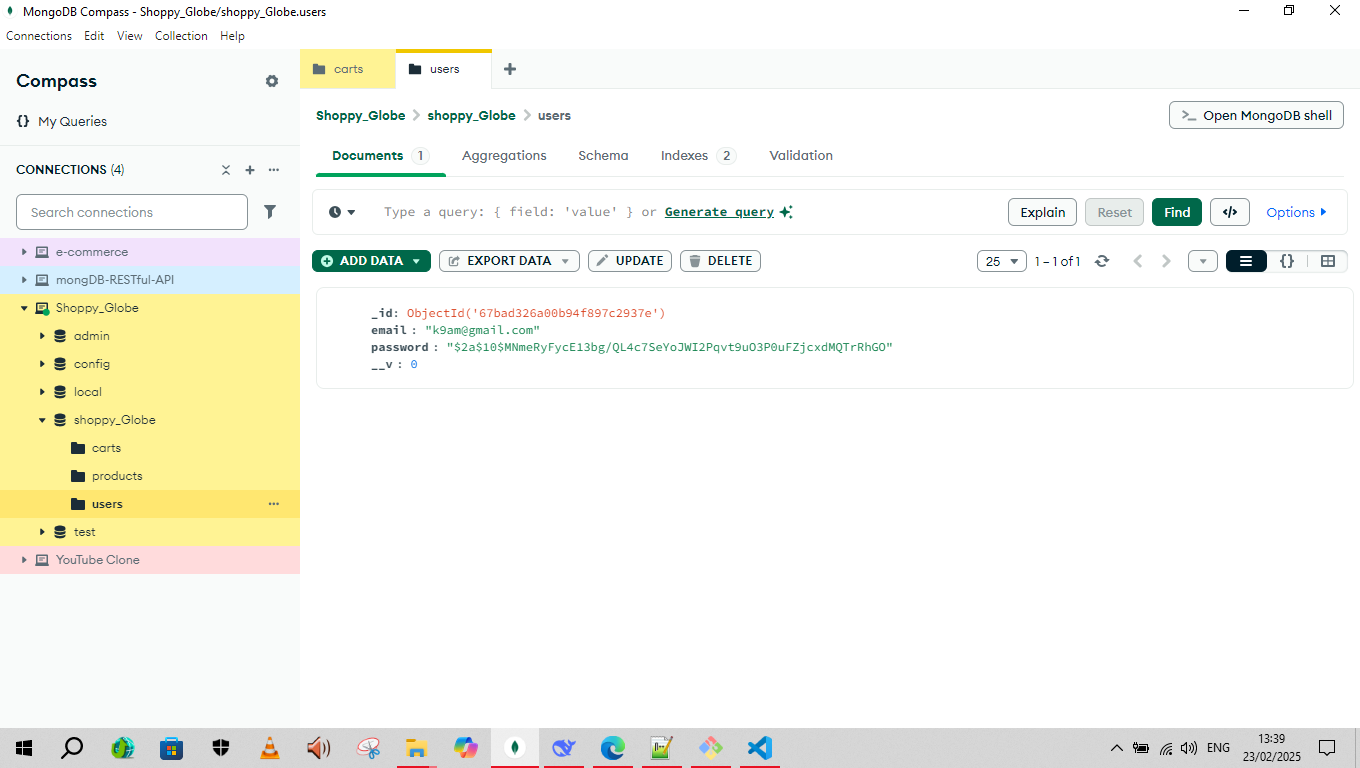 MongoDB Compass - Shoppy_Globe/shoppy_Globe.users
Connections Edit View Collection Help
Compass
{} My Queries
CONNECTIONS (4)
Search connections
e-commerce
mongDB-RESTful-API
Shoppy_Globe
admin
config
local
shoppy_Globe
carts
products
users
test
YouTube Clone
carts users
Shoppy_Globe shoppy_Globe users
>_ Open MongoDB shell
Documents 1 Aggregations Schema Indexes 2 Validation
Type a query: { field: 'value' } or Generate query
Explain Reset Find </> Options
ADD DATA EXPORT DATA UPDATE DELETE
25 1 – 1 of 1 {}
_id: ObjectId('67bad326a00b94f897c2937e')
email : "k9am@gmail.com"
password : "$2a$10$MNmeRyFycE13bg/QL4c7SeYoJWI2Pqvt9uO3P0uFZjcxdMQTrRhGO"
__v : 0
ENG
13:39
23/02/2025